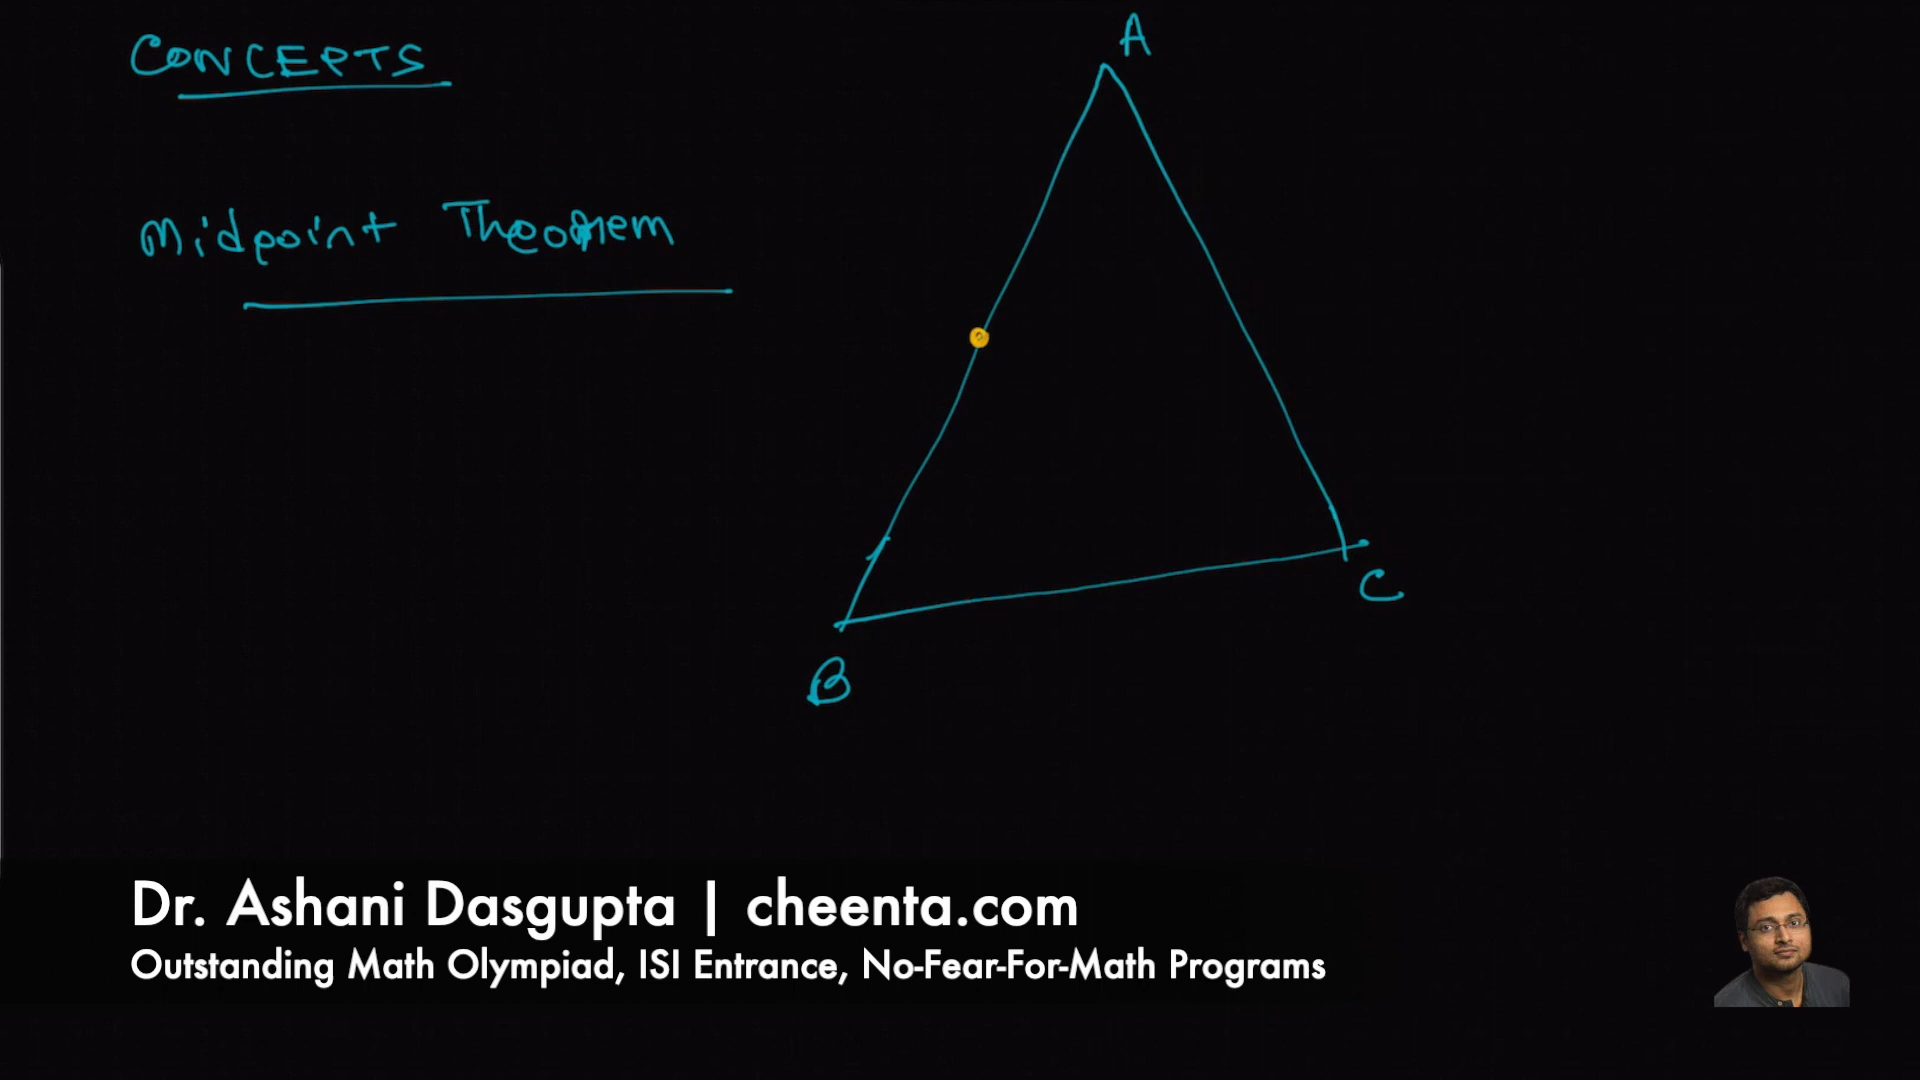 CONCEPTS
A
Midpoint Theorem
C
B
Dr. Ashani Dasgupta | cheenta.com
Outstanding Math Olympiad, ISI Entrance, No-Fear-For-Math Programs